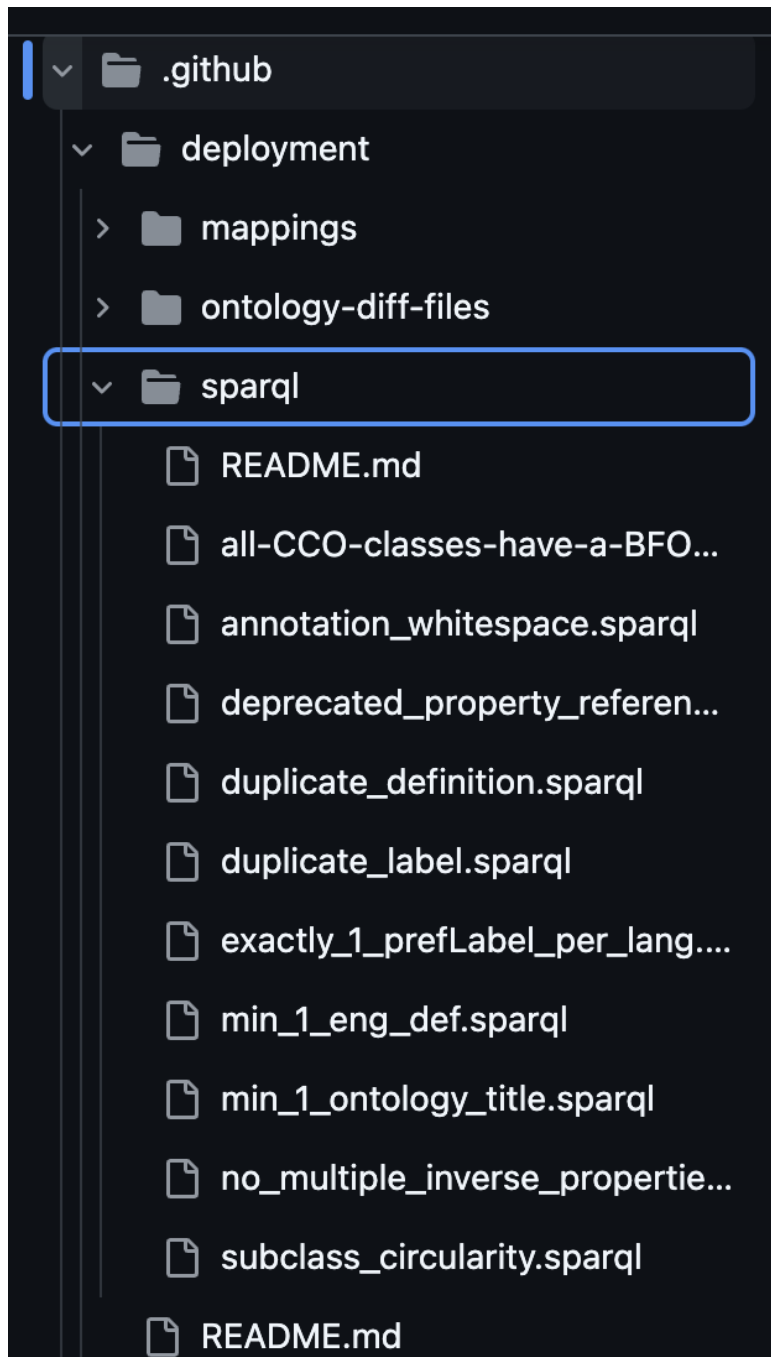 .github
deployment
mappings
ontology-diff-files
sparql
README.md
all-CCO-classes-have-a-BFO...
annotation_whitespace.sparql
deprecated_property_referen...
duplicate_definition.sparql
duplicate_label.sparql
exactly_1_prefLabel_per_lang....
min_1_eng_def.sparql
min_1_ontology_title.sparql
no_multiple_inverse_propertie...
subclass_circularity.sparql
README.md